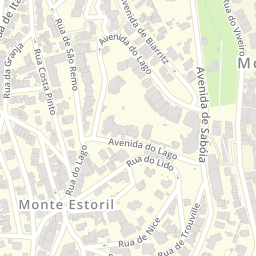 a de Ita
Rua da Granja
Rua Costa Pinto
Rua de São Remo
Avenida do Lago
Avenida de Biarritz
Rua do Viveiro
Mo
Avenida de Sabóia
Avenida do Lago
Rua do Lido
Rua do Lago
Monte Estoril
Rua de Nice
Rua de Trouville